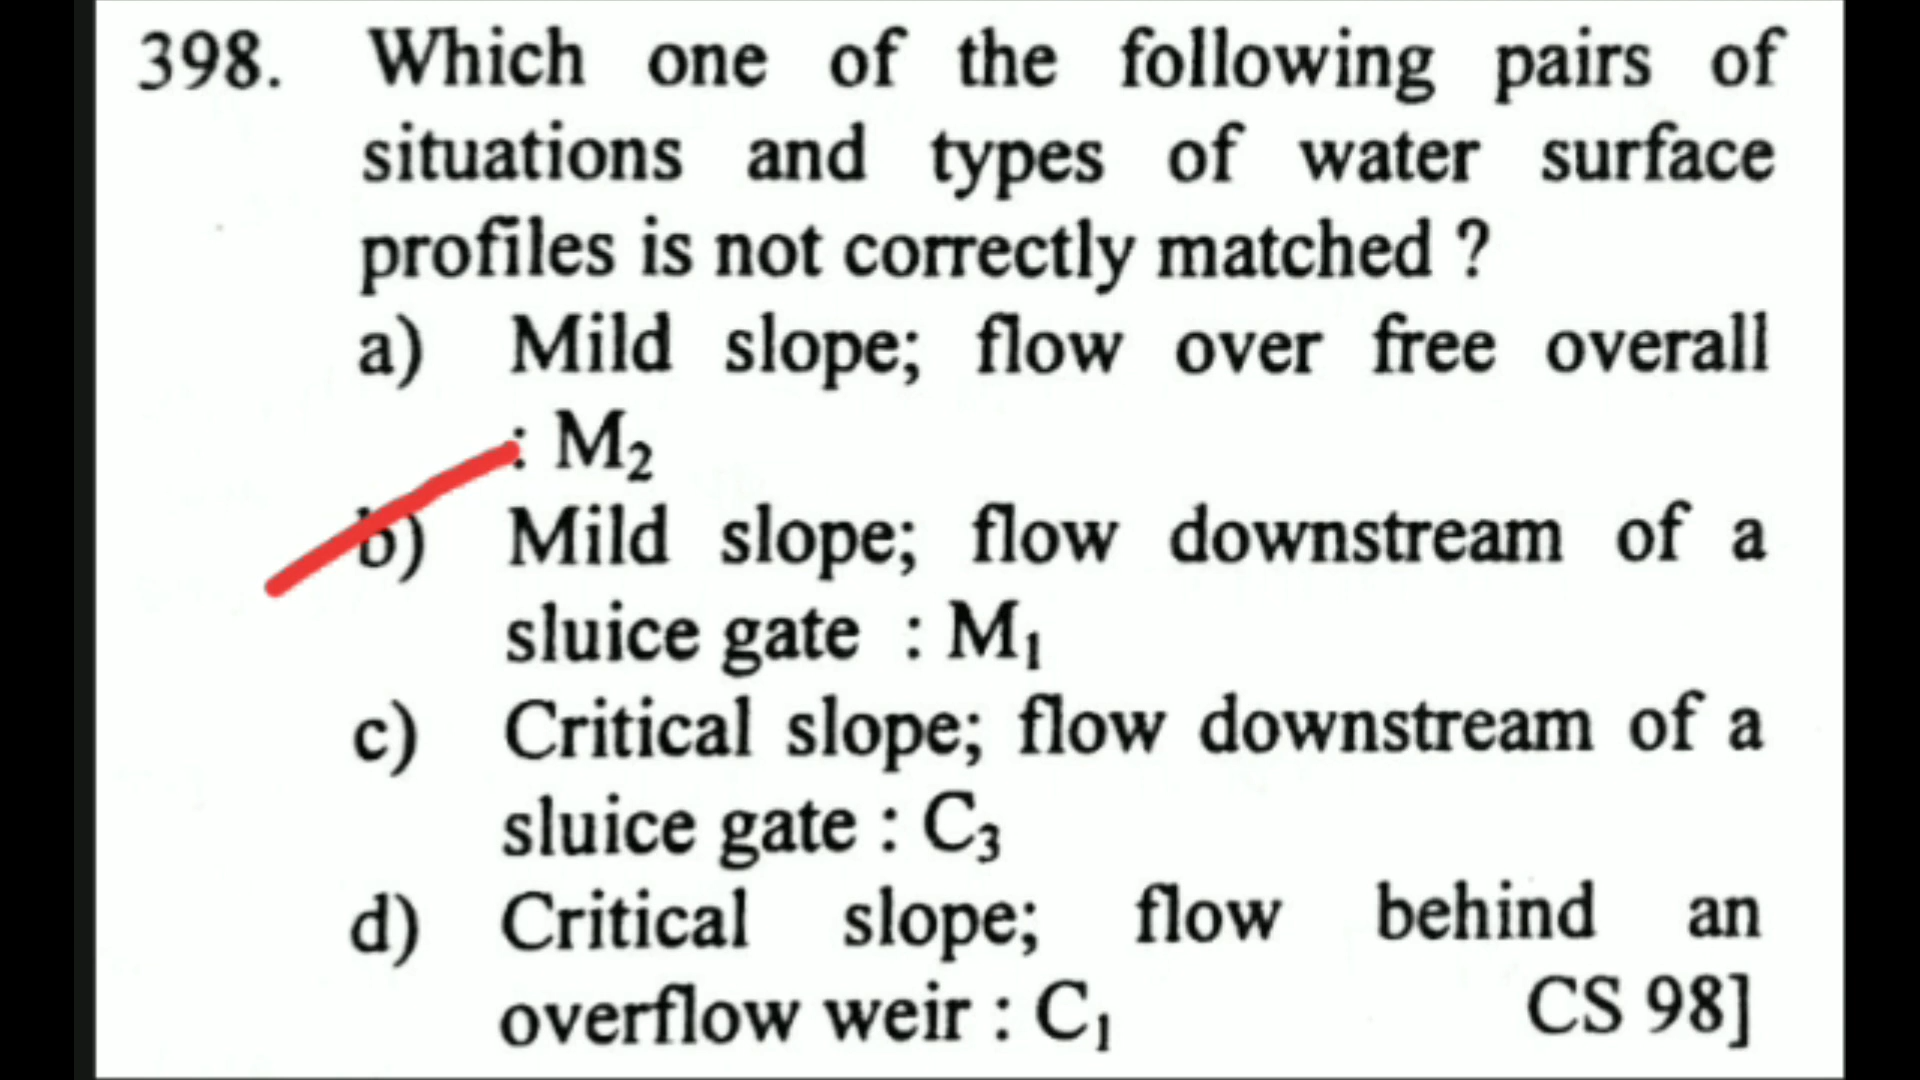 398. Which one of the following pairs of
situations and types of water surface
profiles is not correctly matched ?
a) Mild slope; flow over free overall
: M₂
b) Mild slope; flow downstream of a
sluice gate : M₁
c) Critical slope; flow downstream of a
sluice gate : C₃
d) Critical slope; flow behind an
overflow weir : C₁ CS 98]